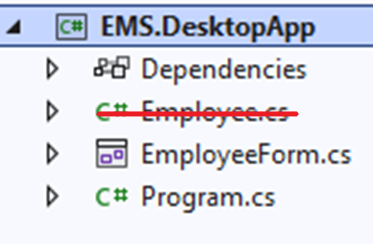 C# EMS.DesktopApp
Dependencies
C# Employee.cs
EmployeeForm.cs
C# Program.cs